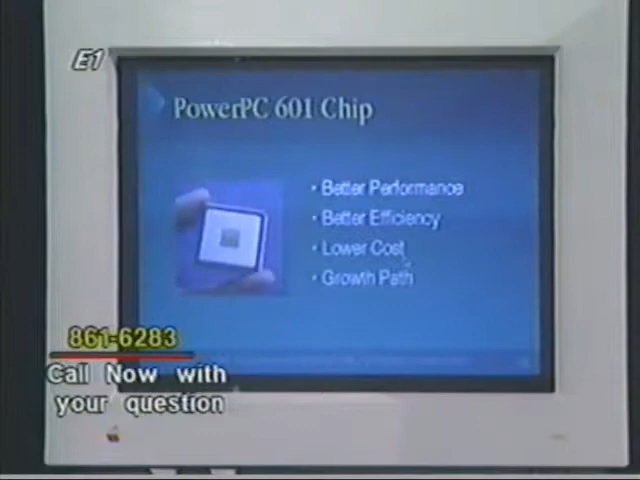 E1
PowerPC 601 Chip
• Better Performance
• Better Efficiency
• Lower Cost
• Growth Path
861-6283
Call Now with
your question